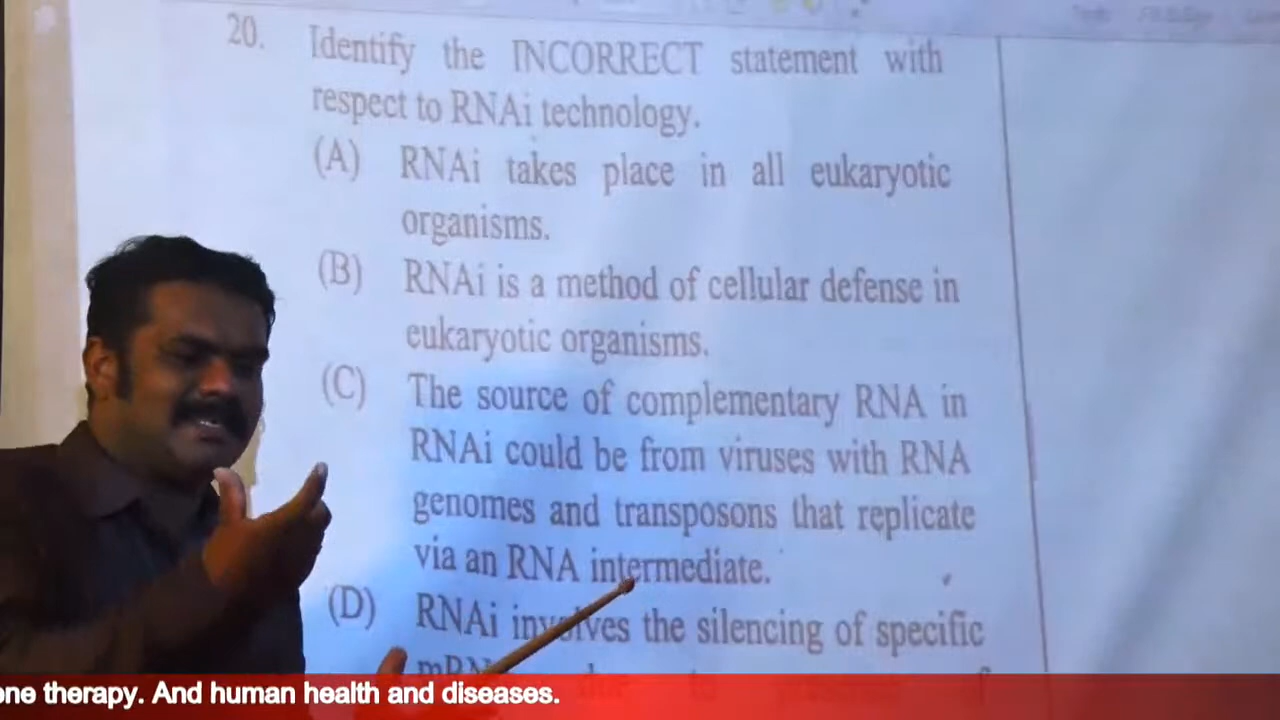 20. Identify the INCORRECT statement with
respect to RNAi technology.
(A) RNAi takes place in all eukaryotic
organisms.
(B) RNAi is a method of cellular defense in
eukaryotic organisms.
(C) The source of complementary RNA in
RNAi could be from viruses with RNA
genomes and transposons that replicate
via an RNA intermediate.
(D) RNAi involves the silencing of specific
therapy. And human health and diseases.